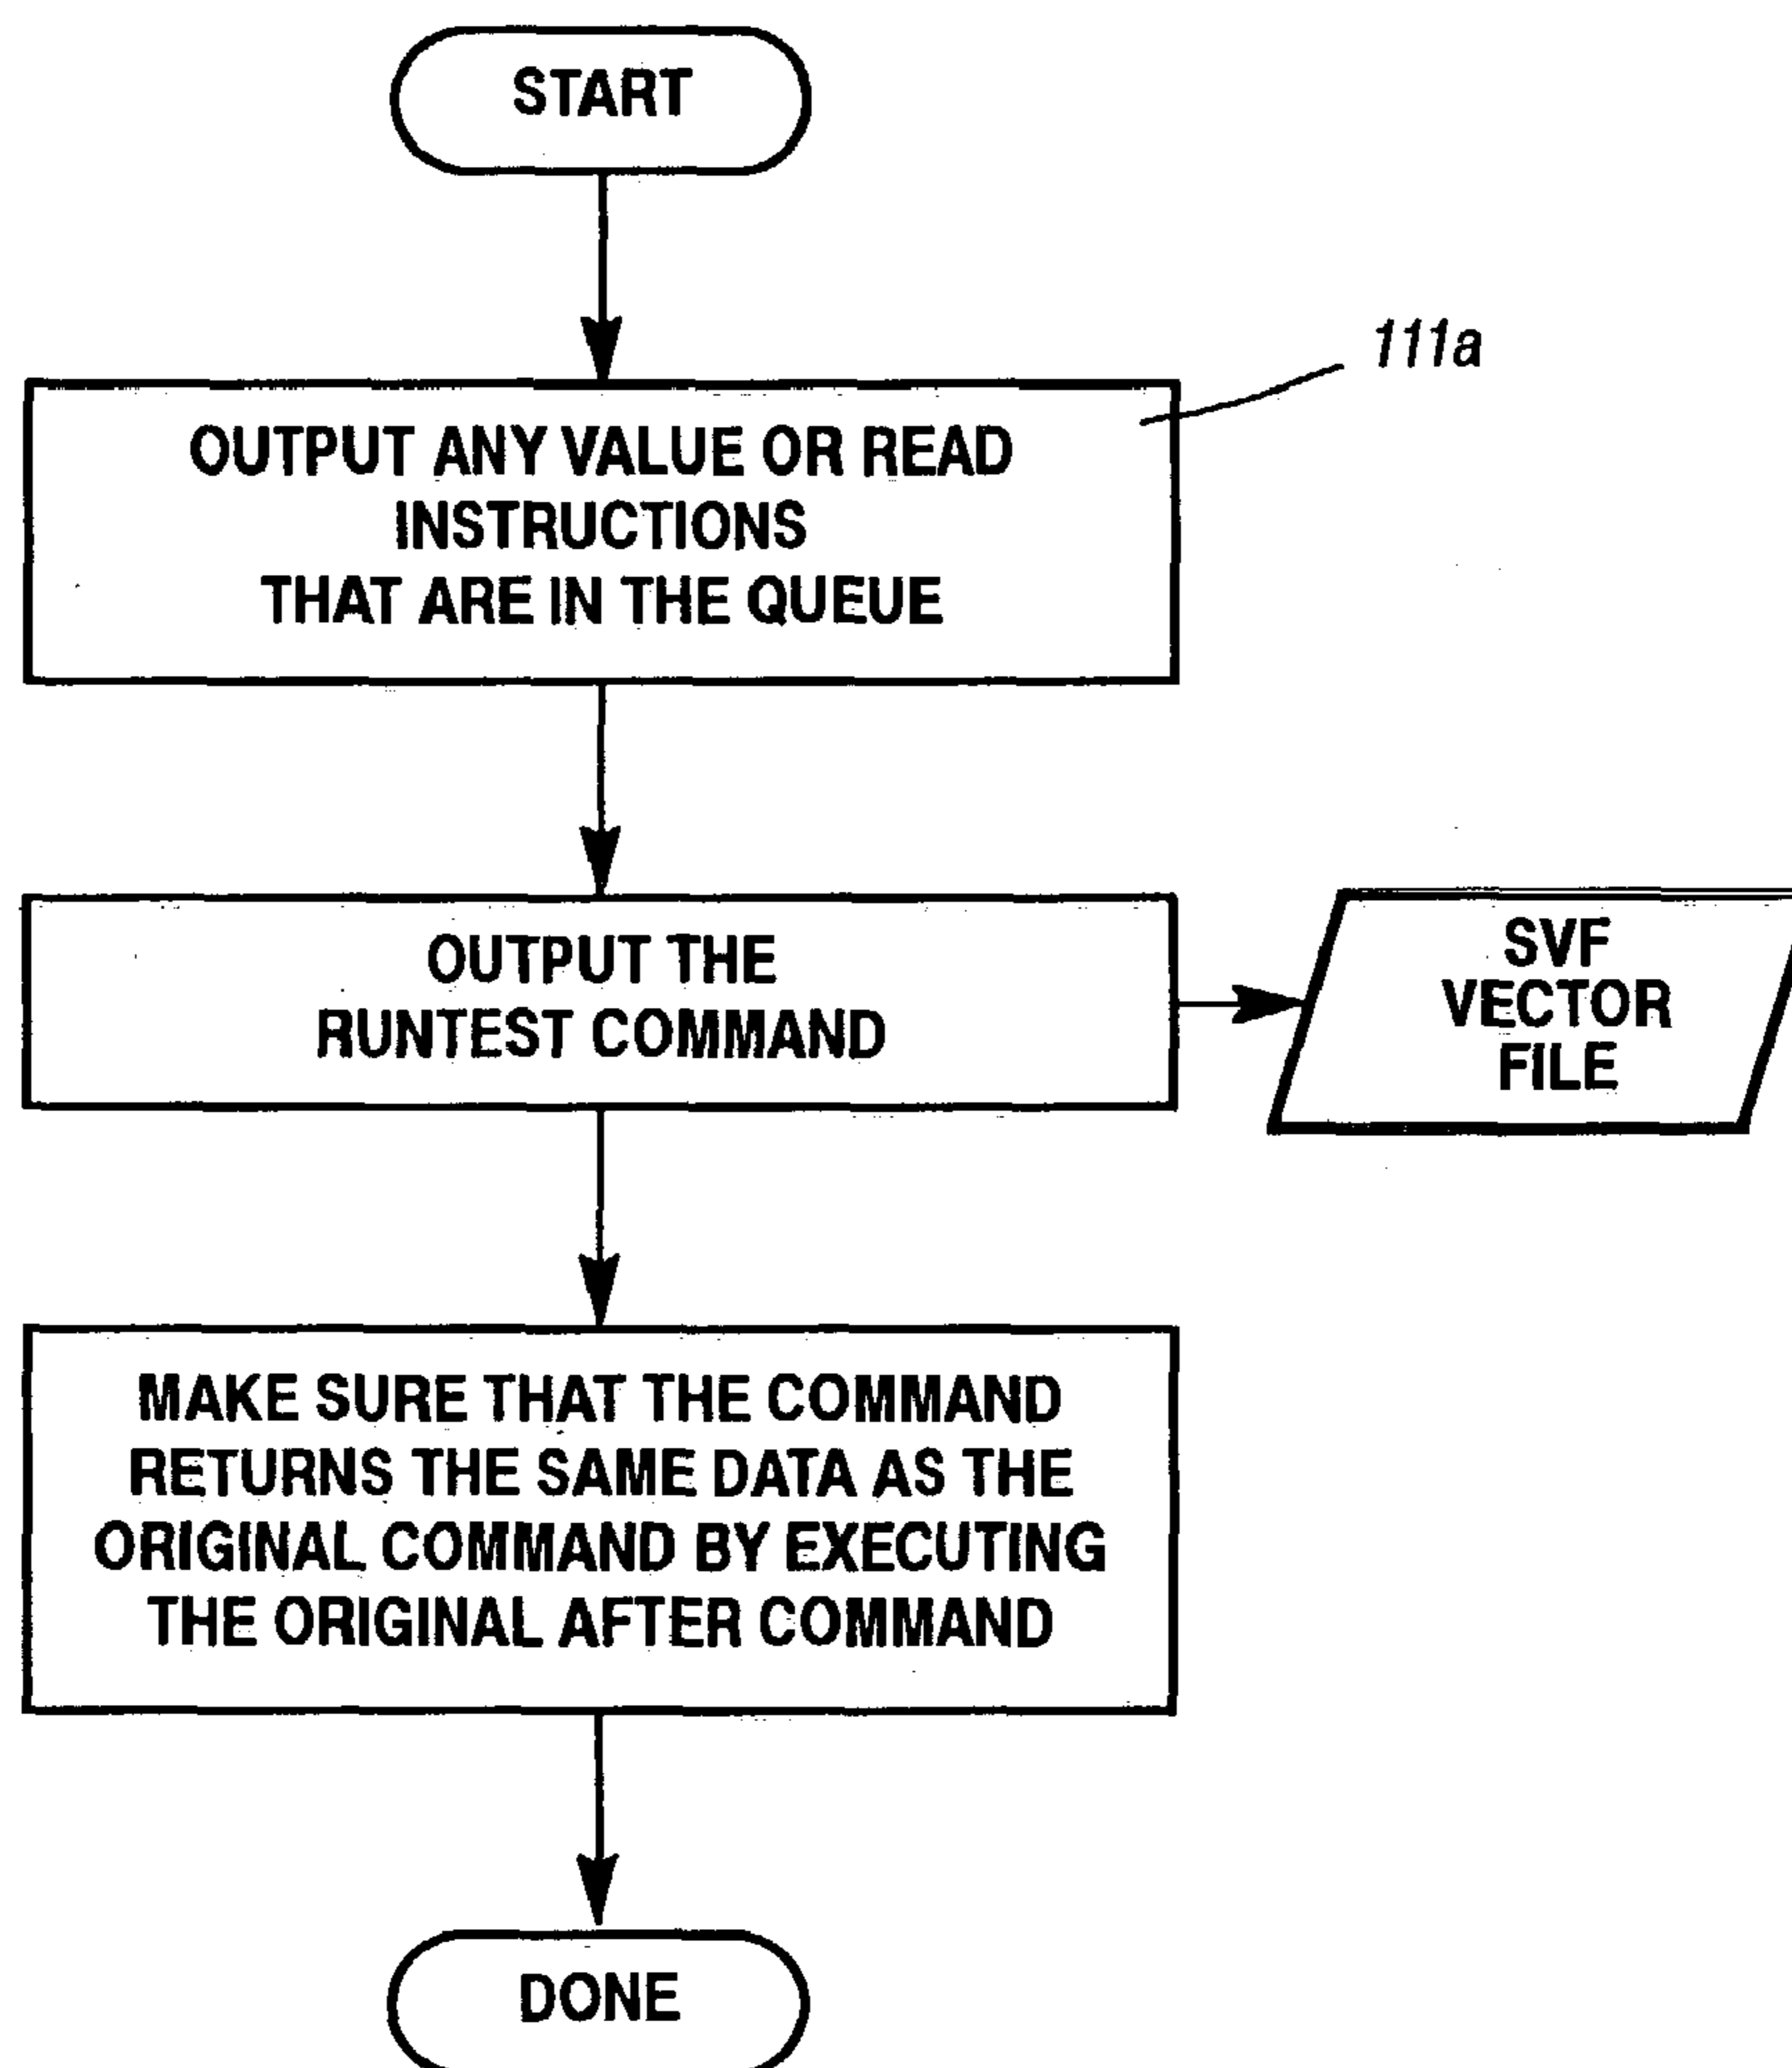 START
111a
OUTPUT ANY VALUE OR READ
INSTRUCTIONS
THAT ARE IN THE QUEUE
OUTPUT THE
RUNTEST COMMAND
SVF
VECTOR
FILE
MAKE SURE THAT THE COMMAND
RETURNS THE SAME DATA AS THE
ORIGINAL COMMAND BY EXECUTING
THE ORIGINAL AFTER COMMAND
DONE